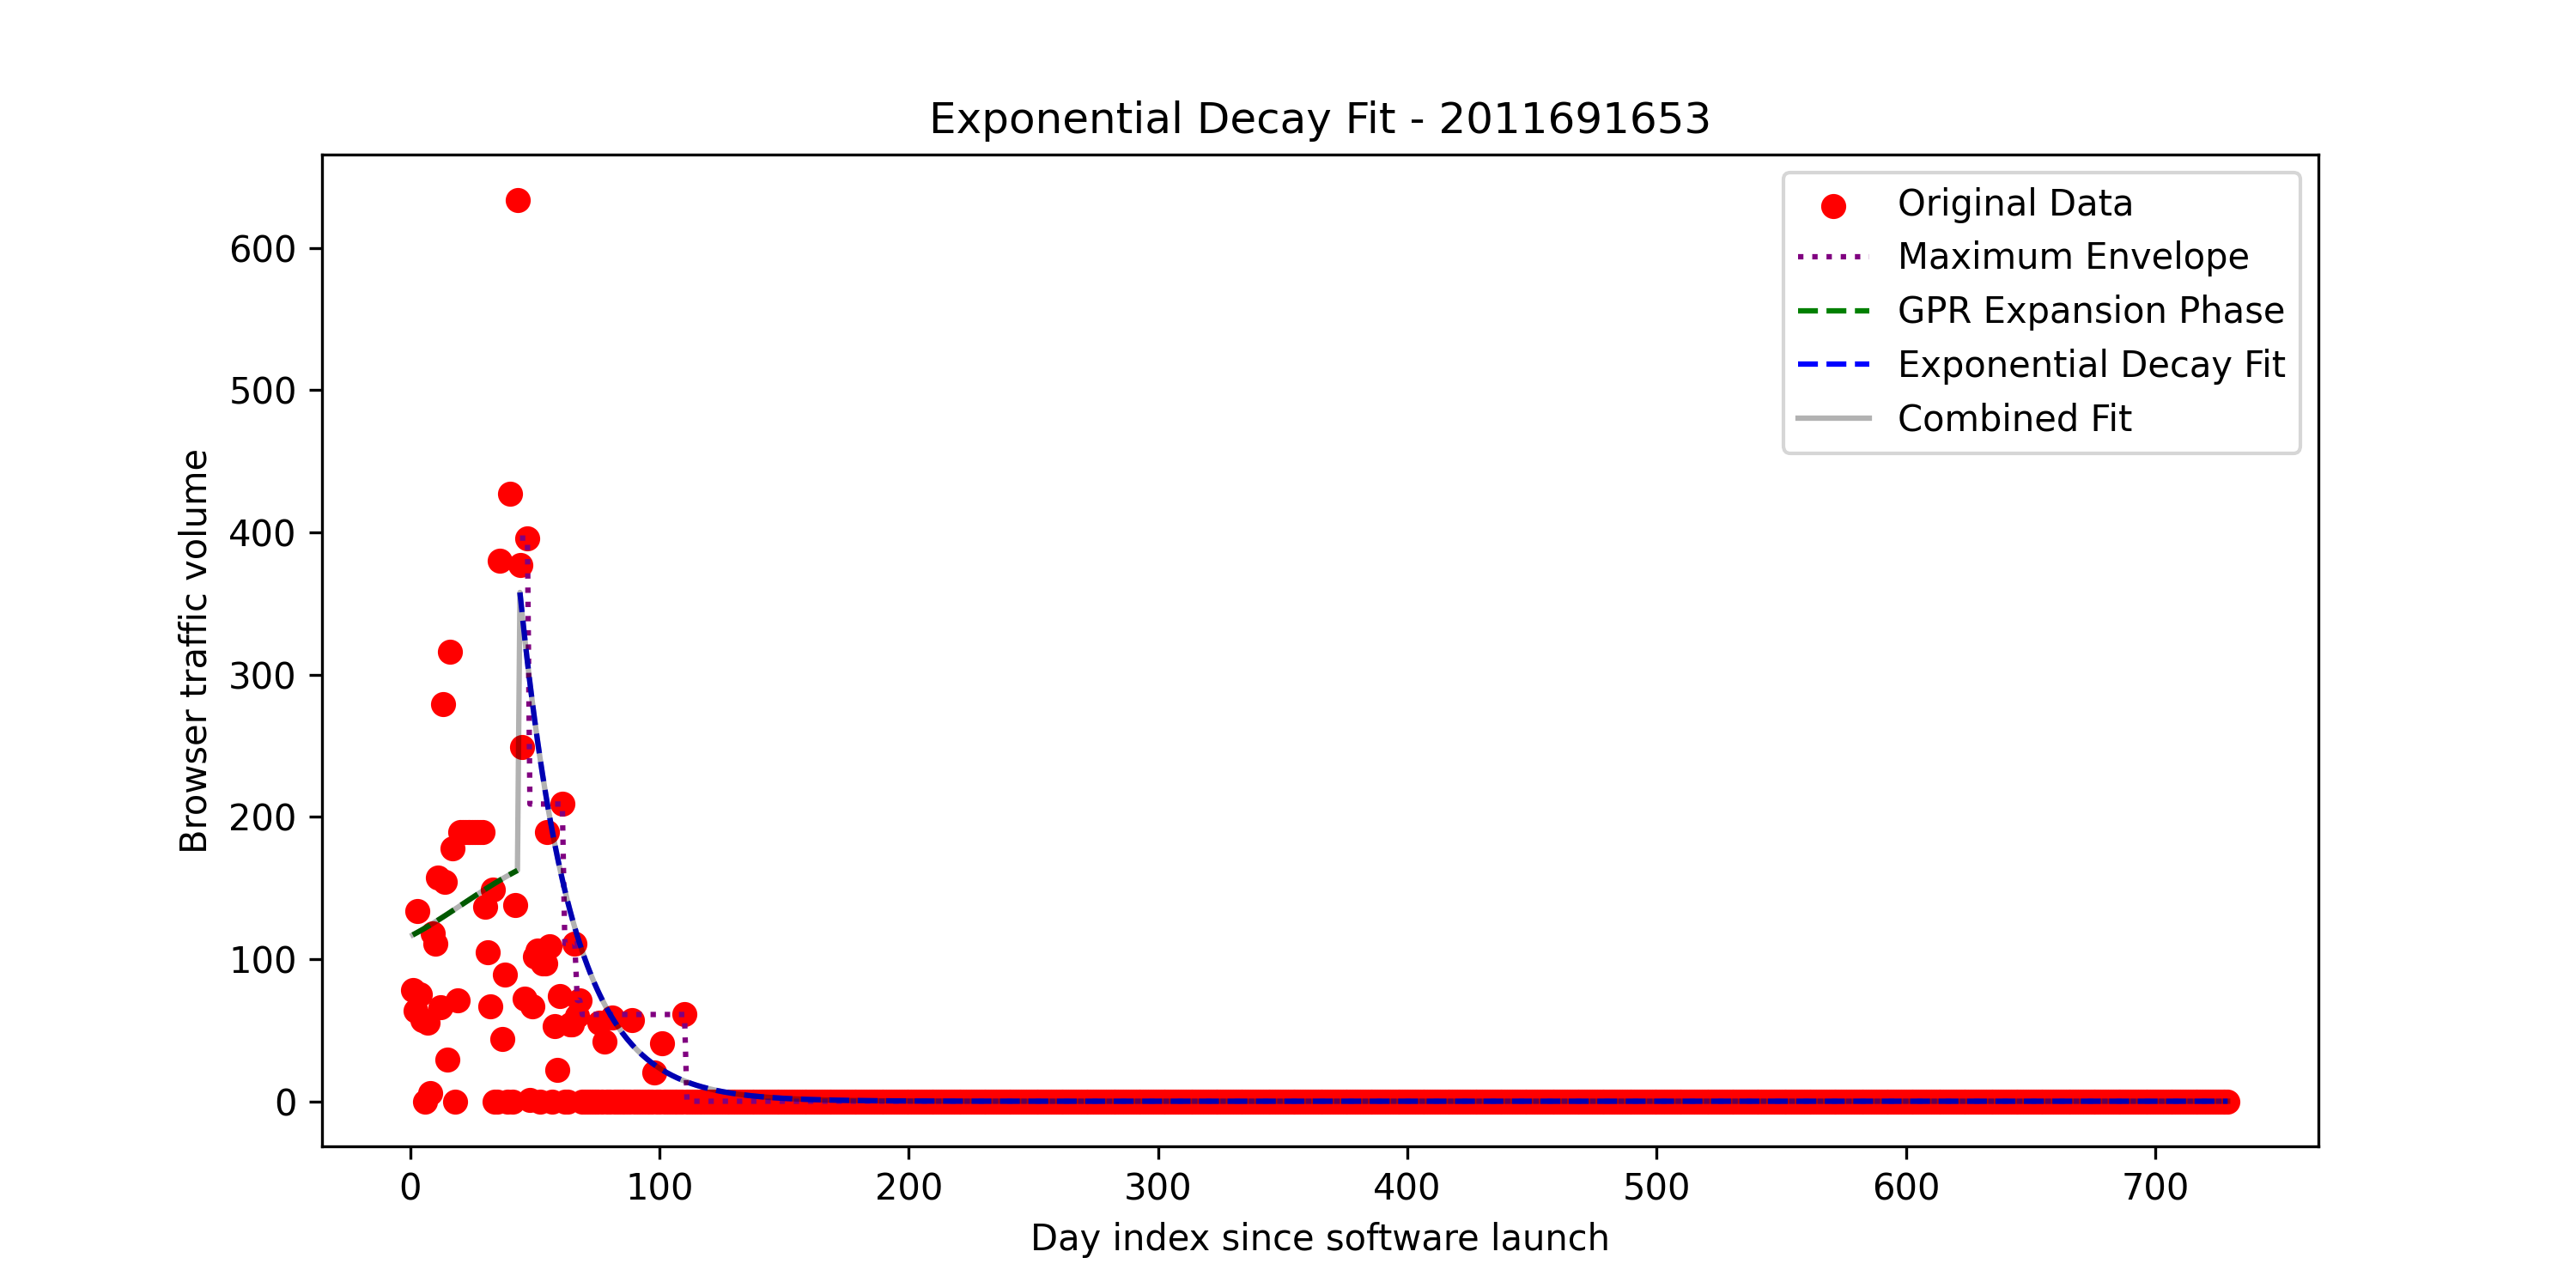 Exponential Decay Fit - 2011691653
Original Data
Maximum Envelope
GPR Expansion Phase
Exponential Decay Fit
Combined Fit
Browser traffic volume
600
500
400
300
200
100
0
0 100 200 300 400 500 600 700
Day index since software launch